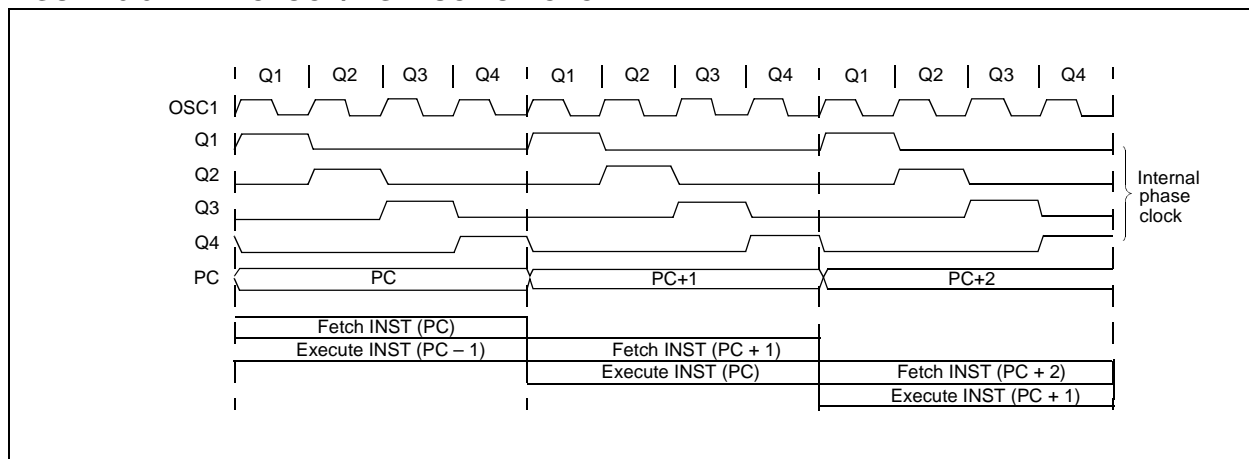 Q1 Q2 Q3 Q4 Q1 Q2 Q3 Q4 Q1 Q2 Q3 Q4
OSC1
Q1
Q2
Q3
Q4
Internal
phase
clock
PC PC PC+1 PC+2
Fetch INST (PC)
Execute INST (PC – 1) Fetch INST (PC + 1)
Execute INST (PC) Fetch INST (PC + 2)
Execute INST (PC + 1)